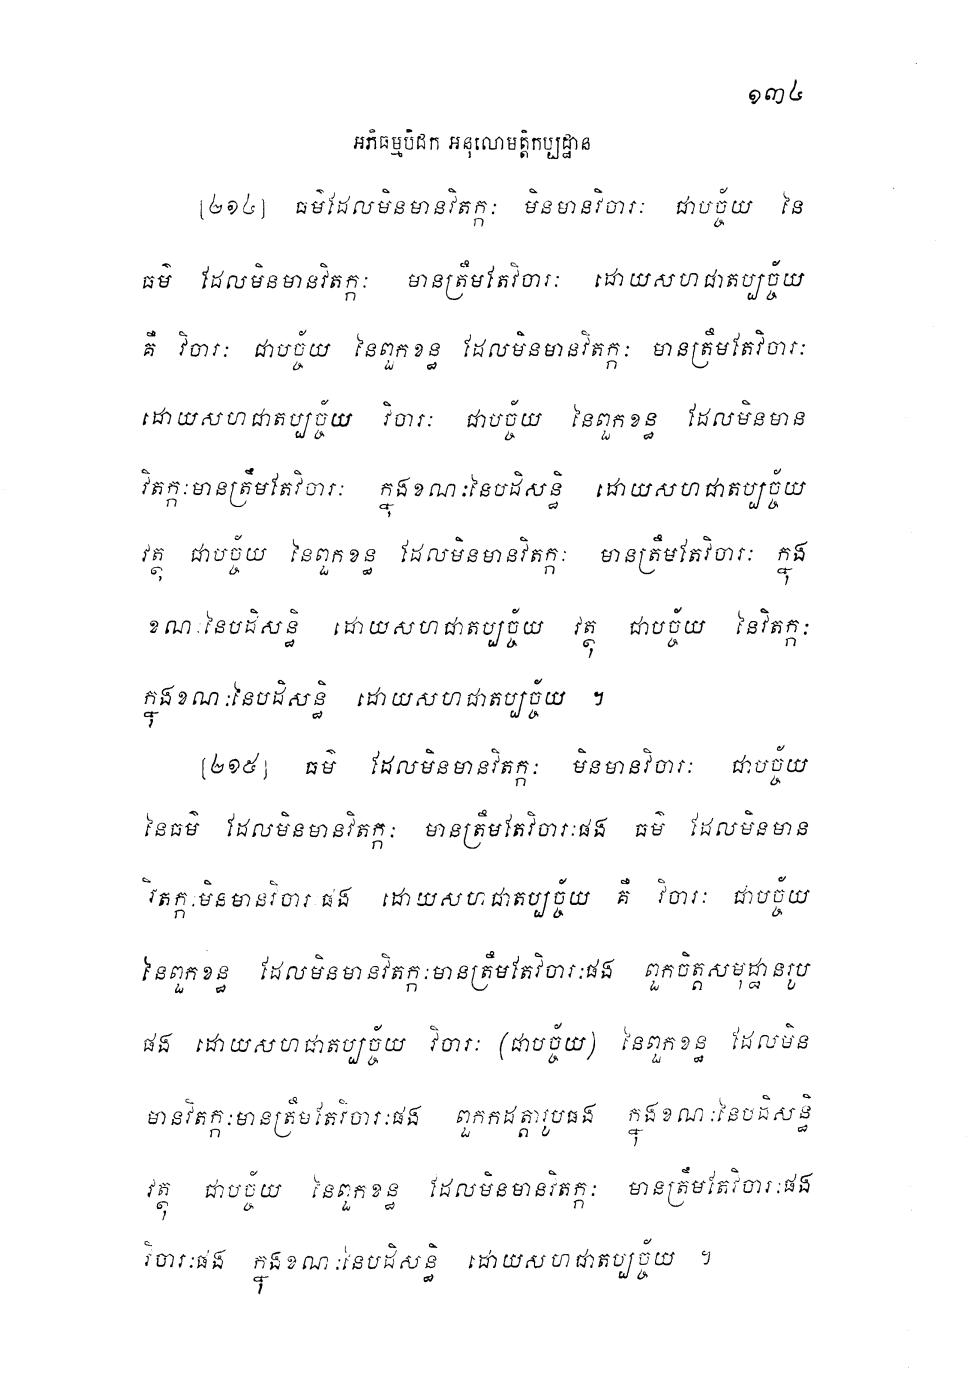 ១៣៤
អភិធម្មបិដក អនុលោមត្តិកប្បដ្ឋាន
[២១៤] ធម៌ដែលមិនមានវិតក្កៈ មិនមានវិចារៈ ជាបច្ច័យ នៃ
ធម៌ ដែលមិនមានវិតក្កៈ មានត្រឹមតែវិចារៈ ដោយសហជាតប្បច្ច័យ
គឺ វិចារៈ ជាបច្ច័យ នៃពួកខន្ធ ដែលមិនមានវិតក្កៈ មានត្រឹមតែវិចារៈ
ដោយសហជាតប្បច្ច័យ វិចារៈ ជាបច្ច័យ នៃពួកខន្ធ ដែលមិនមាន
វិតក្កៈមានត្រឹមតែវិចារៈ ក្នុងខណៈនៃបដិសន្ធិ ដោយសហជាតប្បច្ច័យ
វត្ថុ ជាបច្ច័យ នៃពួកខន្ធ ដែលមិនមានវិតក្កៈ មានត្រឹមតែវិចារៈ ក្នុង
ខណៈនៃបដិសន្ធិ ដោយសហជាតប្បច្ច័យ វត្ថុ ជាបច្ច័យ នៃវិតក្កៈ
ក្នុងខណៈនៃបដិសន្ធិ ដោយសហជាតប្បច្ច័យ ។
[២១៥] ធម៌ ដែលមិនមានវិតក្កៈ មិនមានវិចារៈ ជាបច្ច័យ
នៃធម៌ ដែលមិនមានវិតក្កៈ មានត្រឹមតែវិចារៈផង ធម៌ ដែលមិនមាន
វិតក្កៈមិនមានវិចារៈផង ដោយសហជាតប្បច្ច័យ គឺ វិចារៈ ជាបច្ច័យ
នៃពួកខន្ធ ដែលមិនមានវិតក្កៈមានត្រឹមតែវិចារៈផង ពួកចិត្តសមុដ្ឋានរូប
ផង ដោយសហជាតប្បច្ច័យ វិចារៈ (ជាបច្ច័យ) នៃពួកខន្ធ ដែលមិន
មានវិតក្កៈមានត្រឹមតែវិចារៈផង ពួកកដត្តារូបផង ក្នុងខណៈនៃបដិសន្ធិ
វត្ថុ ជាបច្ច័យ នៃពួកខន្ធ ដែលមិនមានវិតក្កៈ មានត្រឹមតែវិចារៈផង
វិចារៈផង ក្នុងខណៈនៃបដិសន្ធិ ដោយសហជាតប្បច្ច័យ ។